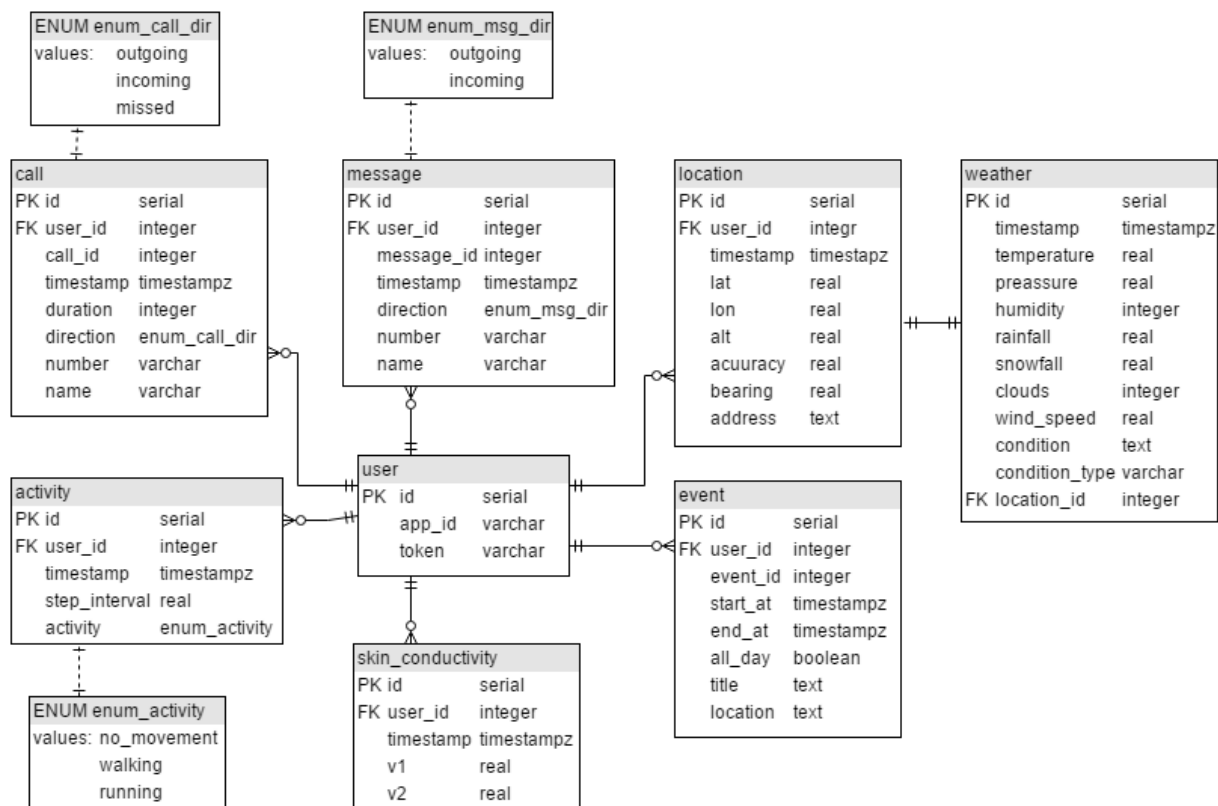 ENUM enum_call_dir
values: outgoing
incoming
missed
ENUM enum_msg_dir
values: outgoing
incoming
call
PK id serial
FK user_id integer
call_id integer
timestamp timestampz
duration integer
direction enum_call_dir
number varchar
name varchar
message
PK id serial
FK user_id integer
message_id integer
timestamp timestampz
direction enum_msg_dir
number varchar
name varchar
location
PK id serial
FK user_id integr
timestamp timestapz
lat real
lon real
alt real
acuuracy real
bearing real
address text
weather
PK id serial
timestamp timestampz
temperature real
preassure real
humidity integer
rainfall real
snowfall real
clouds integer
wind_speed real
condition text
condition_type varchar
FK location_id integer
activity
PK id serial
FK user_id integer
timestamp timestampz
step_interval real
activity enum_activity
user
PK id serial
app_id varchar
token varchar
event
PK id serial
FK user_id integer
event_id integer
start_at timestampz
end_at timestampz
all_day boolean
title text
location text
ENUM enum_activity
values: no_movement
walking
running
skin_conductivity
PK id serial
FK user_id integer
timestamp timestampz
v1 real
v2 real